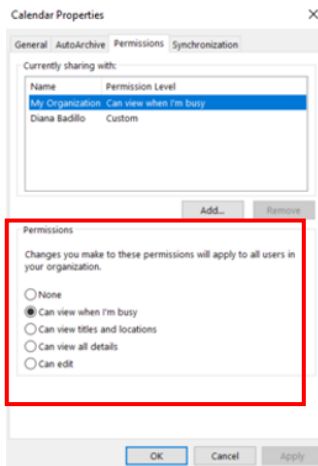 Calendar Properties
General AutoArchive Permissions Synchronization
Currently sharing with:
Name Permission Level
My Organization Can view when I'm busy
Diana Badillo Custom
Add... Remove
Permissions
Changes you make to these permissions will apply to all users in
your organization.
None
Can view when I'm busy
Can view titles and locations
Can view all details
Can edit
OK Cancel Apply